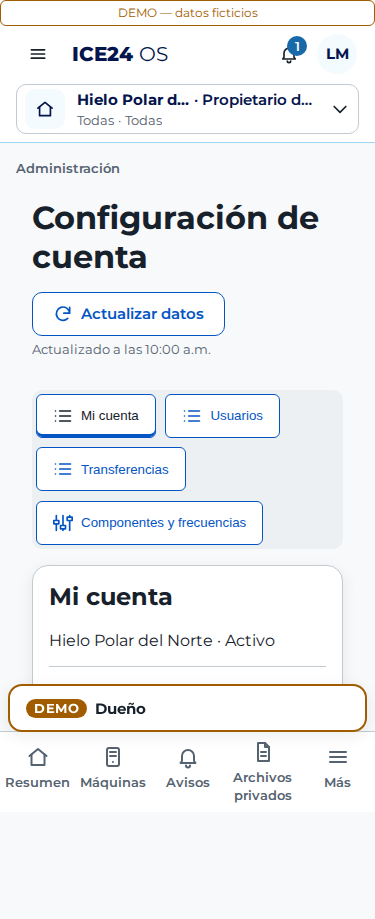 DEMO — datos ficticios
ICE24 OS
1
LM
Hielo Polar d... · Propietario d...
Todas · Todas
Administración
Configuración de
cuenta
Actualizar datos
Actualizado a las 10:00 a.m.
Mi cuenta
Usuarios
Transferencias
Componentes y frecuencias
Mi cuenta
Hielo Polar del Norte · Activo
DEMO Dueño
Resumen
Máquinas
Avisos
Archivos
privados
Más